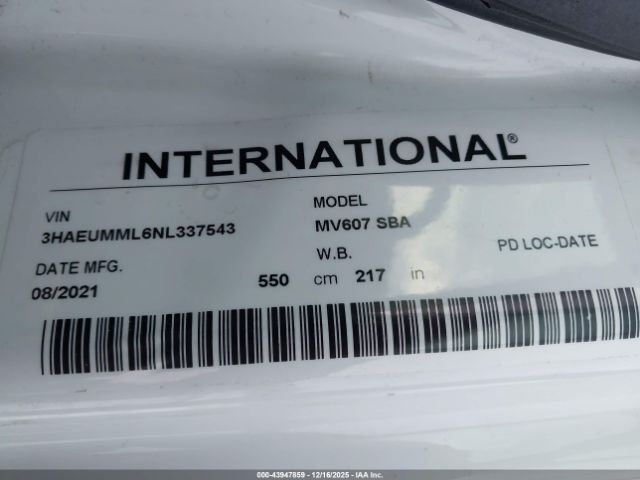 INTERNATIONAL®
VIN
3HAEUMML6NL337543
MODEL
MV607 SBA
DATE MFG.
08/2021
W.B.
550 cm 217 in
PD LOC-DATE
000-43947859 - 12/16/2025 - IAA Inc.